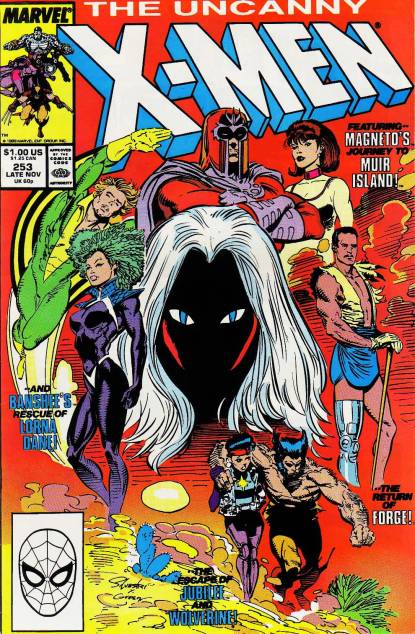 THE UNCANNY
MARVEL®
X-MEN®
TM
$1.00 US
$1.25 CAN
253
LATE NOV
UK 60p
APPROVED
BY THE
COMICS
CODE
AUTHORITY
FEATURING--
MAGNETO'S
JOURNEY TO
MUIR
ISLAND!
--AND
BANSHEE'S
RESCUE OF
LORNA
DANE!
--THE
RETURN
OF
FORGE!
--THE
ESCAPE OF
JUBILEE
AND
WOLVERINE!
SILVESTRI